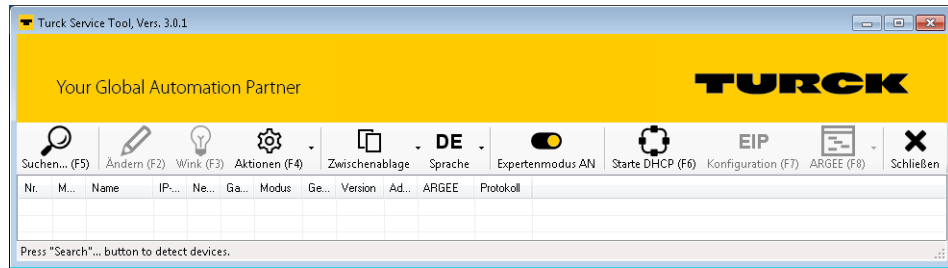 Turck Service Tool, Vers. 3.0.1
Your Global Automation Partner
TURCK
DE
EIP
Suchen... (F5) Ändern (F2) Wink (F3) Aktionen (F4) Zwischenablage Sprache Expertenmodus AN Starte DHCP (F6) Konfiguration (F7) ARGEE (F8) Schließen
Nr. M... Name IP-... Ne... Ga... Modus Ge... Version Ad... ARGEE Protokoll
Press "Search"... button to detect devices.